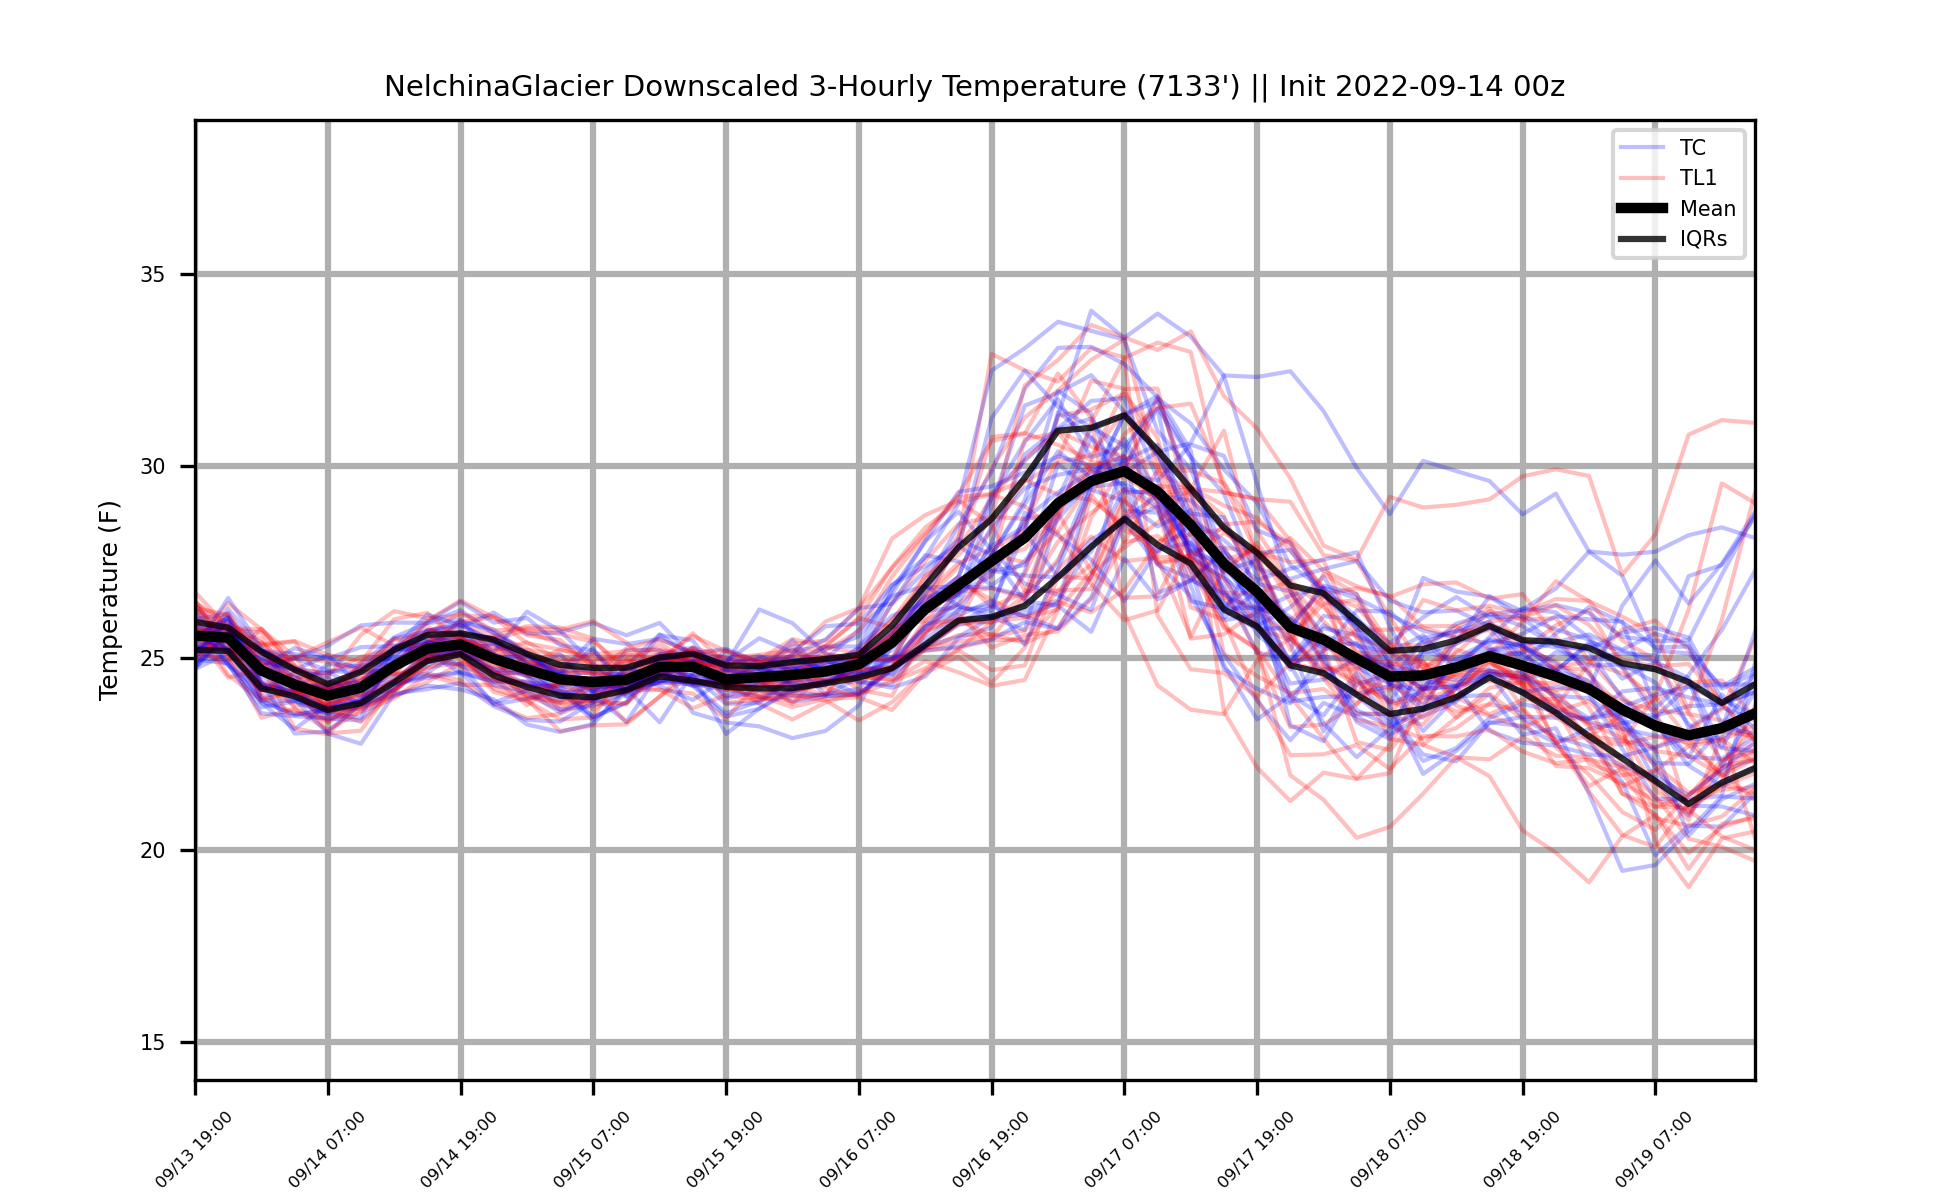 NelchinaGlacier Downscaled 3-Hourly Temperature (7133') || Init 2022-09-14 00z
TC
TL1
Mean
IQRs
Temperature (F)
35
30
25
20
15
09/13 19:00
09/14 07:00
09/14 19:00
09/15 07:00
09/15 19:00
09/16 07:00
09/16 19:00
09/17 07:00
09/17 19:00
09/18 07:00
09/18 19:00
09/19 07:00